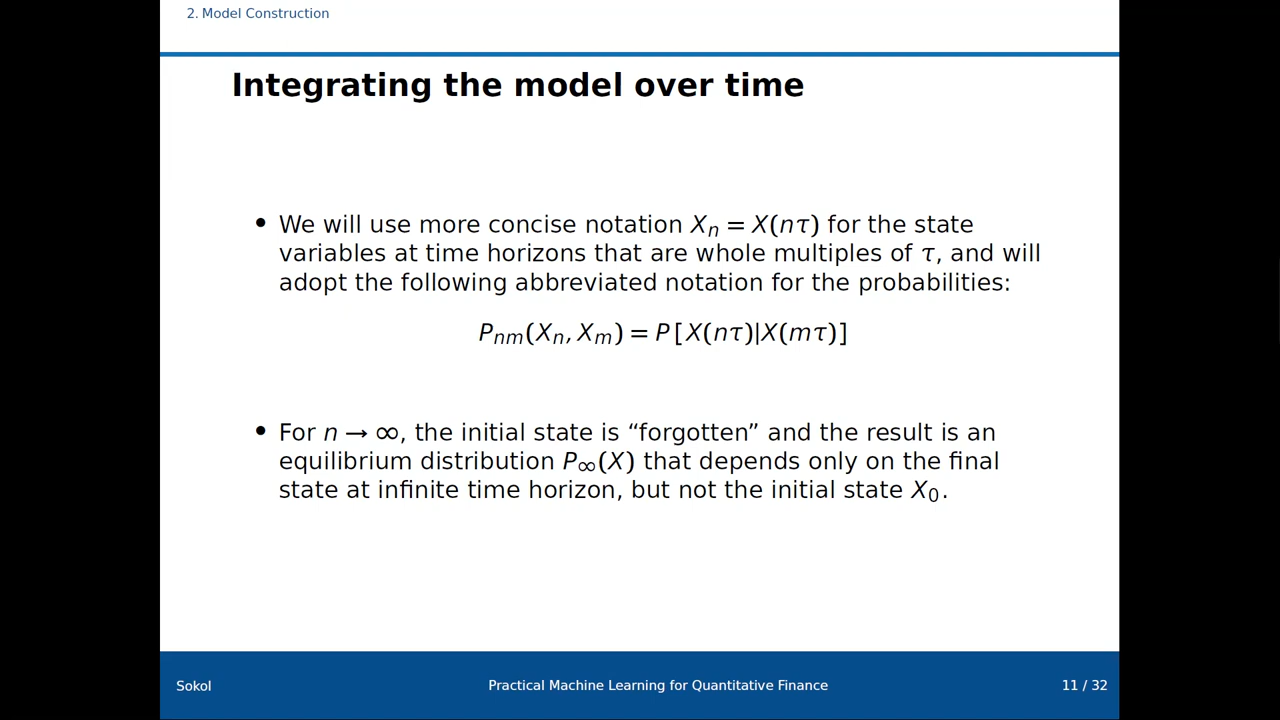 2. Model Construction
Integrating the model over time
• We will use more concise notation Xₙ = X(nτ) for the state
variables at time horizons that are whole multiples of τ, and will
adopt the following abbreviated notation for the probabilities:
Pₙₘ(Xₙ, Xₘ) = P [X(nτ)|X(mτ)]
• For n → ∞, the initial state is “forgotten” and the result is an
equilibrium distribution P∞(X) that depends only on the final
state at infinite time horizon, but not the initial state X₀.
Sokol
Practical Machine Learning for Quantitative Finance
11 / 32